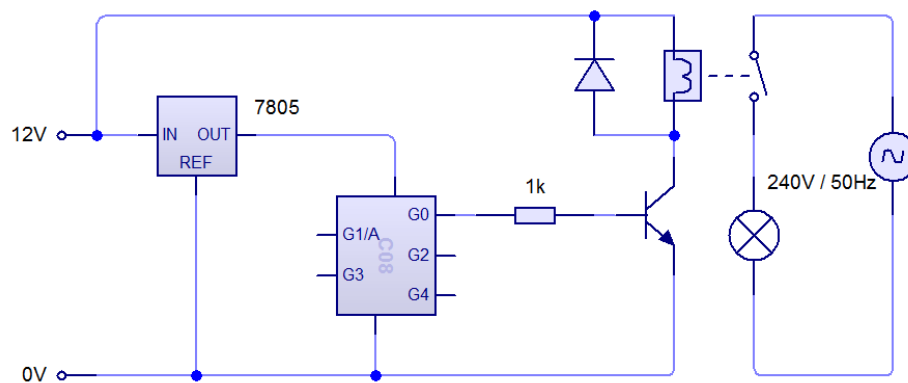 7805
12V
IN OUT
REF
1k
240V / 50Hz
G0
G1/A
C08
G2
G3
G4
0V